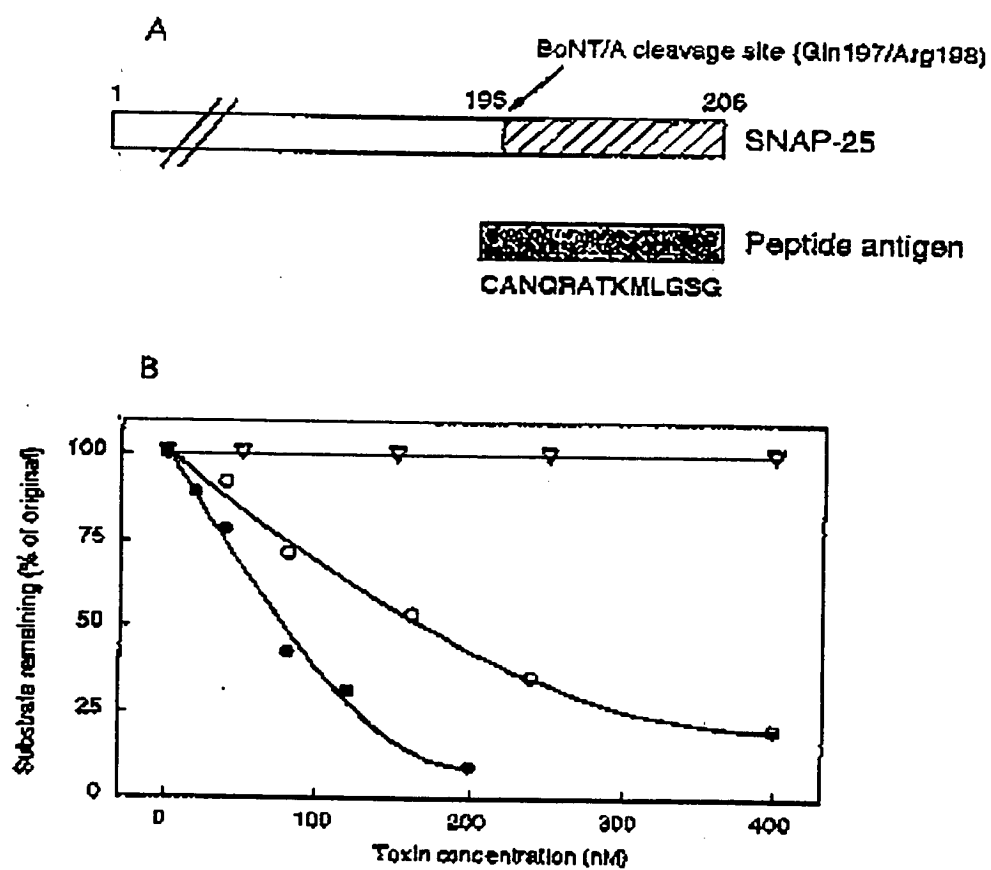 A
BoNT/A cleavage site (Gln197/Arg198)
1
195
206
SNAP-25
Peptide antigen
CANQRATKMLGSG
B
100
75
50
25
0
Substrate remaining (% of original)
0
100
200
300
400
Toxin concentration (nM)